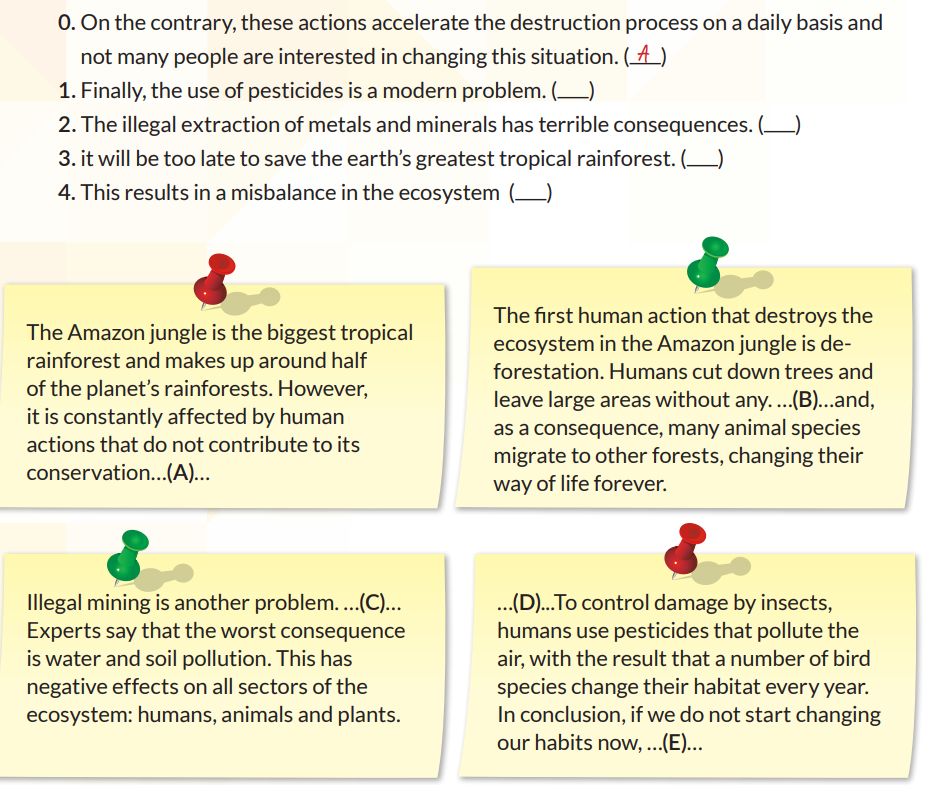 0. On the contrary, these actions accelerate the destruction process on a daily basis and
not many people are interested in changing this situation. (_A_)
1. Finally, the use of pesticides is a modern problem. (___)
2. The illegal extraction of metals and minerals has terrible consequences. (___)
3. it will be too late to save the earth's greatest tropical rainforest. (___)
4. This results in a misbalance in the ecosystem (___)
The Amazon jungle is the biggest tropical
rainforest and makes up around half
of the planet's rainforests. However,
it is constantly affected by human
actions that do not contribute to its
conservation...(A)...
The first human action that destroys the
ecosystem in the Amazon jungle is de-
forestation. Humans cut down trees and
leave large areas without any. ...(B)...and,
as a consequence, many animal species
migrate to other forests, changing their
way of life forever.
Illegal mining is another problem. ...(C)...
Experts say that the worst consequence
is water and soil pollution. This has
negative effects on all sectors of the
ecosystem: humans, animals and plants.
...(D)...To control damage by insects,
humans use pesticides that pollute the
air, with the result that a number of bird
species change their habitat every year.
In conclusion, if we do not start changing
our habits now, ...(E)...